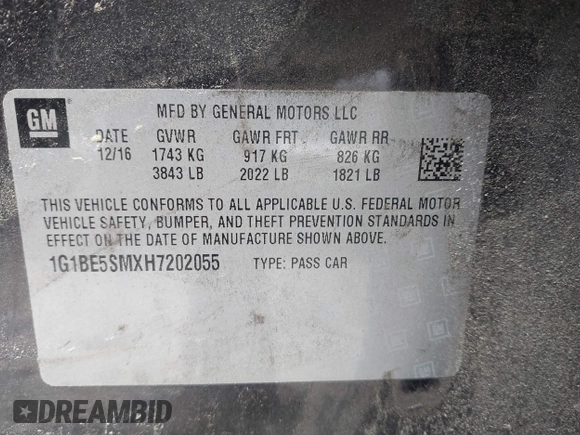 GM
MFD BY GENERAL MOTORS LLC
DATE GVWR GAWR FRT GAWR RR
12/16 1743 KG 917 KG 826 KG
3843 LB 2022 LB 1821 LB
THIS VEHICLE CONFORMS TO ALL APPLICABLE U.S. FEDERAL MOTOR
VEHICLE SAFETY, BUMPER, AND THEFT PREVENTION STANDARDS IN
EFFECT ON THE DATE OF MANUFACTURE SHOWN ABOVE.
1G1BE5SMXH7202055 TYPE: PASS CAR
DREAMBID